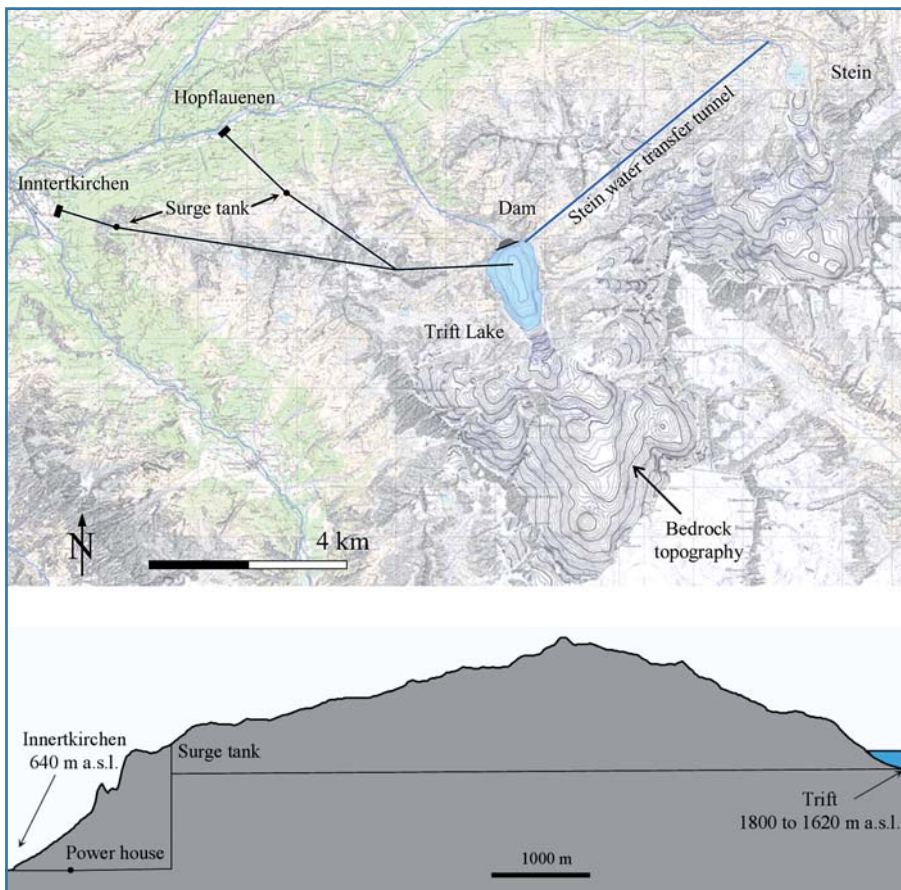 Stein
Hopflauenen
Stein water transfer tunnel
Inntertkirchen
Surge tank
Dam
Trift Lake
Bedrock
topography
N
4 km
Innertkirchen
640 m a.s.l.
Surge tank
Trift
1800 to 1620 m a.s.l.
Power house
1000 m